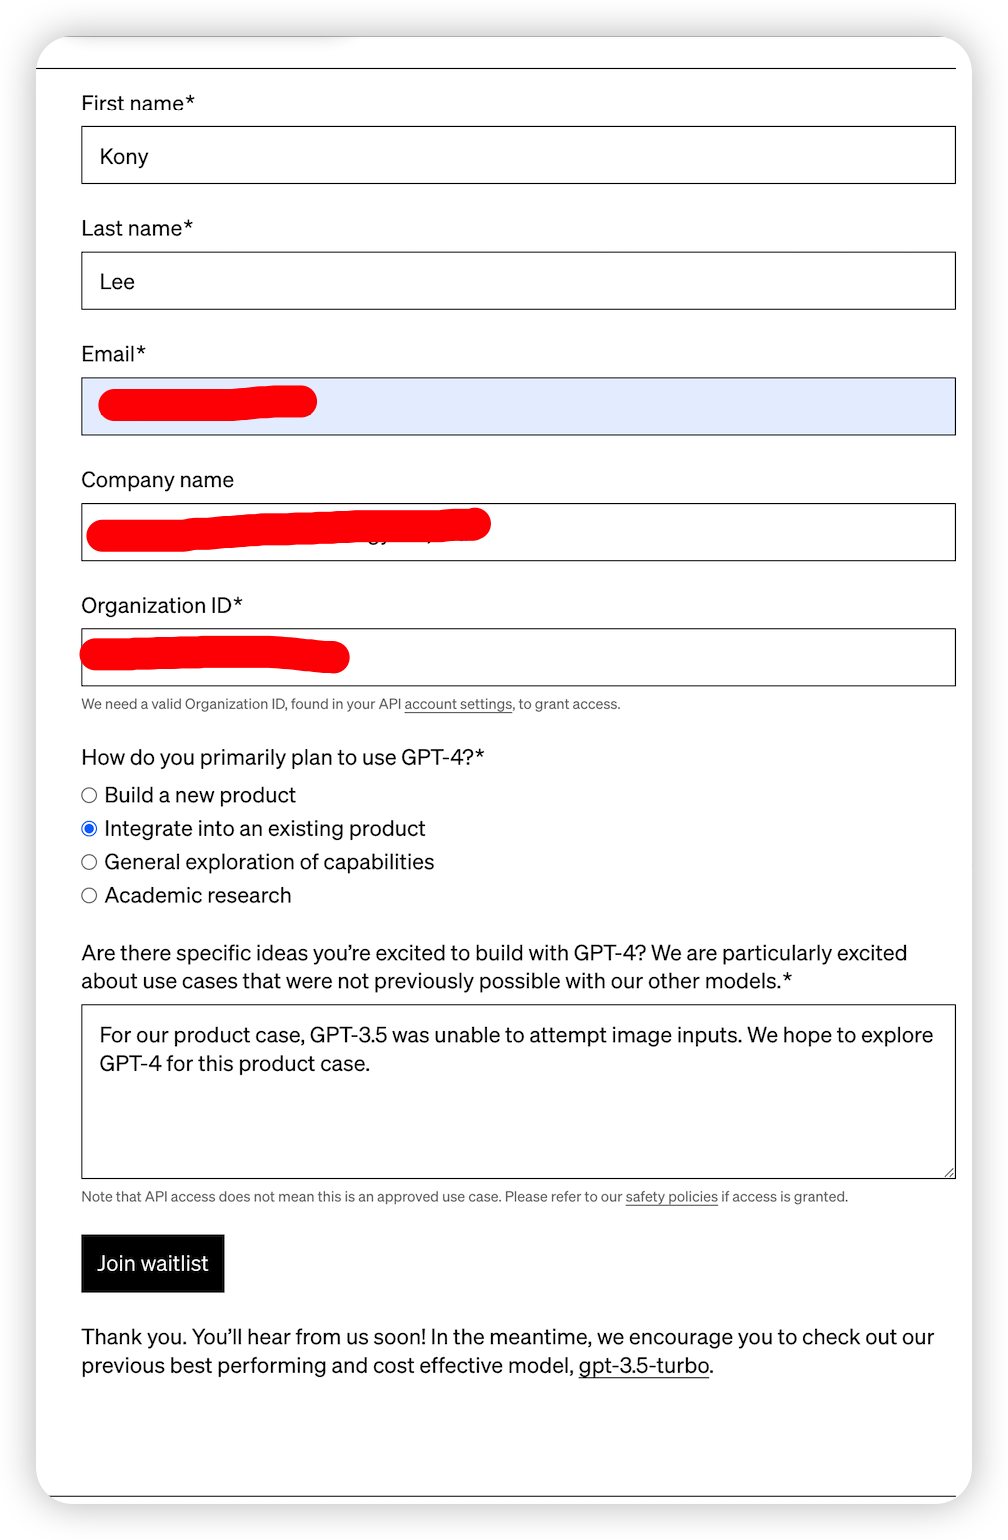 First name*
Kony
Last name*
Lee
Email*
Company name
Organization ID*
We need a valid Organization ID, found in your API account settings, to grant access.
How do you primarily plan to use GPT-4?*
Build a new product
Integrate into an existing product
General exploration of capabilities
Academic research
Are there specific ideas you’re excited to build with GPT-4? We are particularly excited
about use cases that were not previously possible with our other models.*
For our product case, GPT-3.5 was unable to attempt image inputs. We hope to explore
GPT-4 for this product case.
Note that API access does not mean this is an approved use case. Please refer to our safety policies if access is granted.
Join waitlist
Thank you. You’ll hear from us soon! In the meantime, we encourage you to check out our
previous best performing and cost effective model, gpt-3.5-turbo.